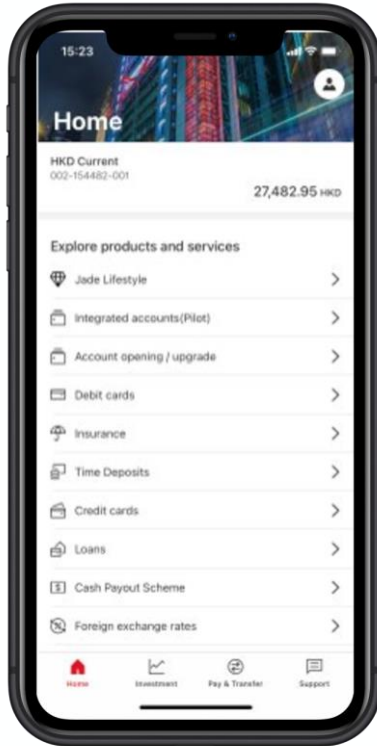 15:23
Home
HKD Current
002-154482-001
27,482.95 HKD
Explore products and services
Jade Lifestyle
Integrated accounts(Pilot)
Account opening / upgrade
Debit cards
Insurance
Time Deposits
Credit cards
Loans
$ Cash Payout Scheme
Foreign exchange rates
Home Investment Pay & Transfer Support